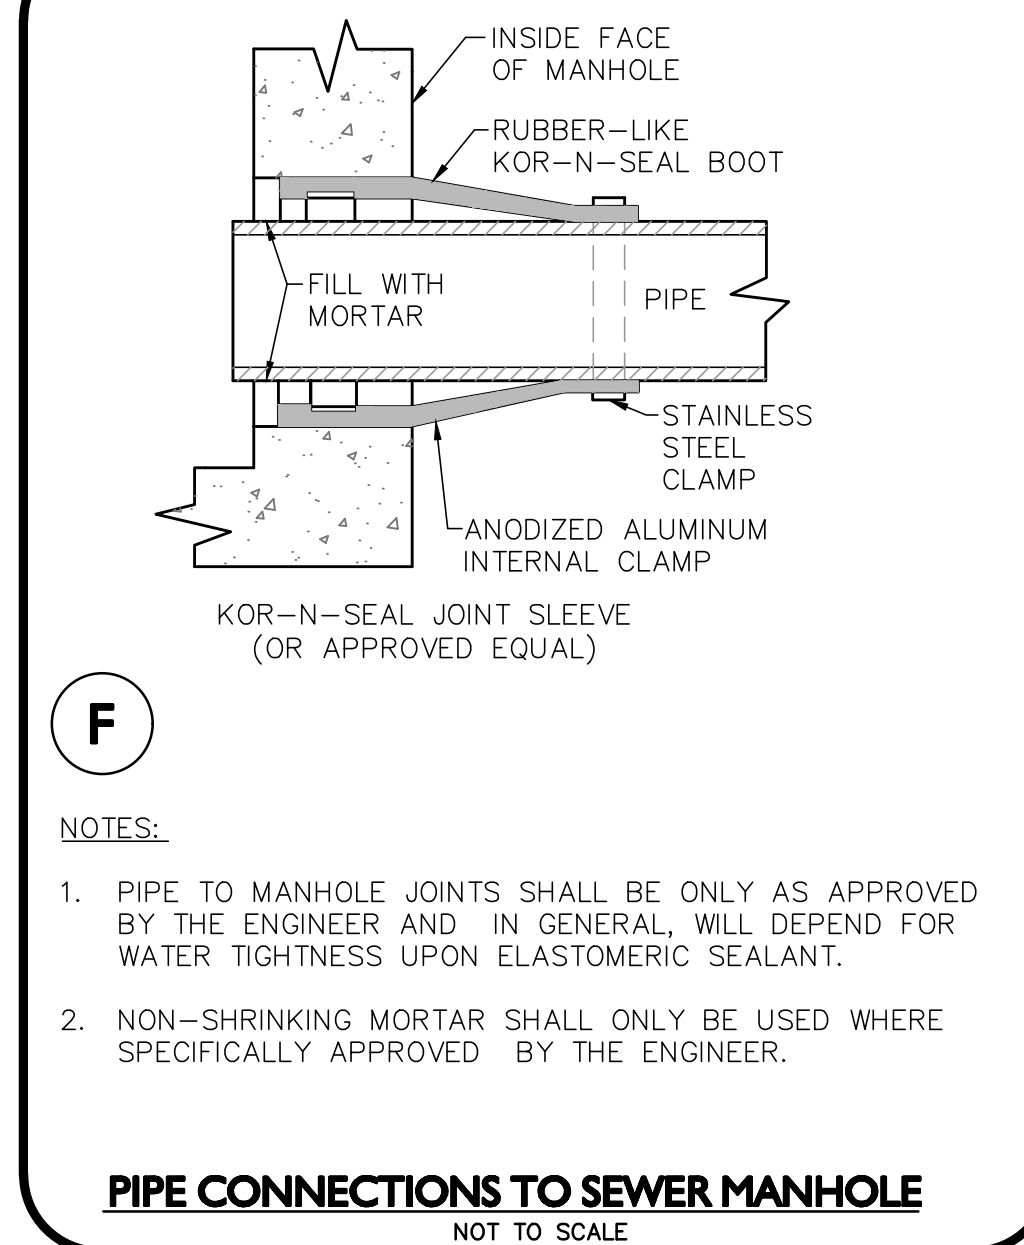 INSIDE FACE
OF MANHOLE
RUBBER-LIKE
KOR-N-SEAL BOOT
FILL WITH
MORTAR
PIPE
STAINLESS
STEEL
CLAMP
ANODIZED ALUMINUM
INTERNAL CLAMP
KOR-N-SEAL JOINT SLEEVE
(OR APPROVED EQUAL)
F
NOTES:
1. PIPE TO MANHOLE JOINTS SHALL BE ONLY AS APPROVED
BY THE ENGINEER AND IN GENERAL, WILL DEPEND FOR
WATER TIGHTNESS UPON ELASTOMERIC SEALANT.
2. NON-SHRINKING MORTAR SHALL ONLY BE USED WHERE
SPECIFICALLY APPROVED BY THE ENGINEER.
PIPE CONNECTIONS TO SEWER MANHOLE
NOT TO SCALE